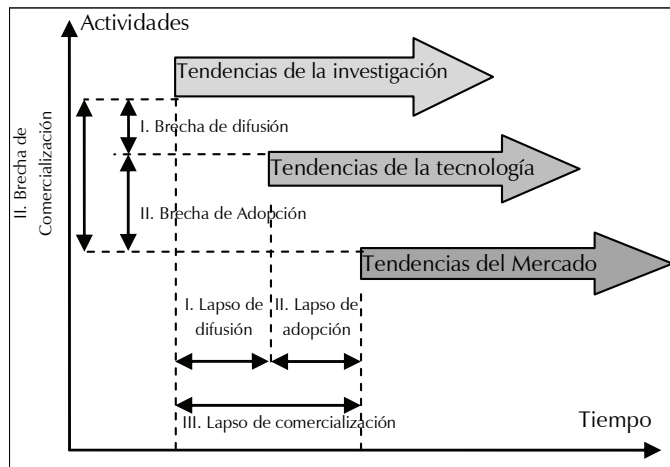 Actividades
Tendencias de la investigación
I. Brecha de difusión
Tendencias de la tecnología
II. Brecha de
Comercialización
II. Brecha de Adopción
Tendencias del Mercado
I. Lapso de
difusión
II. Lapso de
adopción
III. Lapso de comercialización
Tiempo